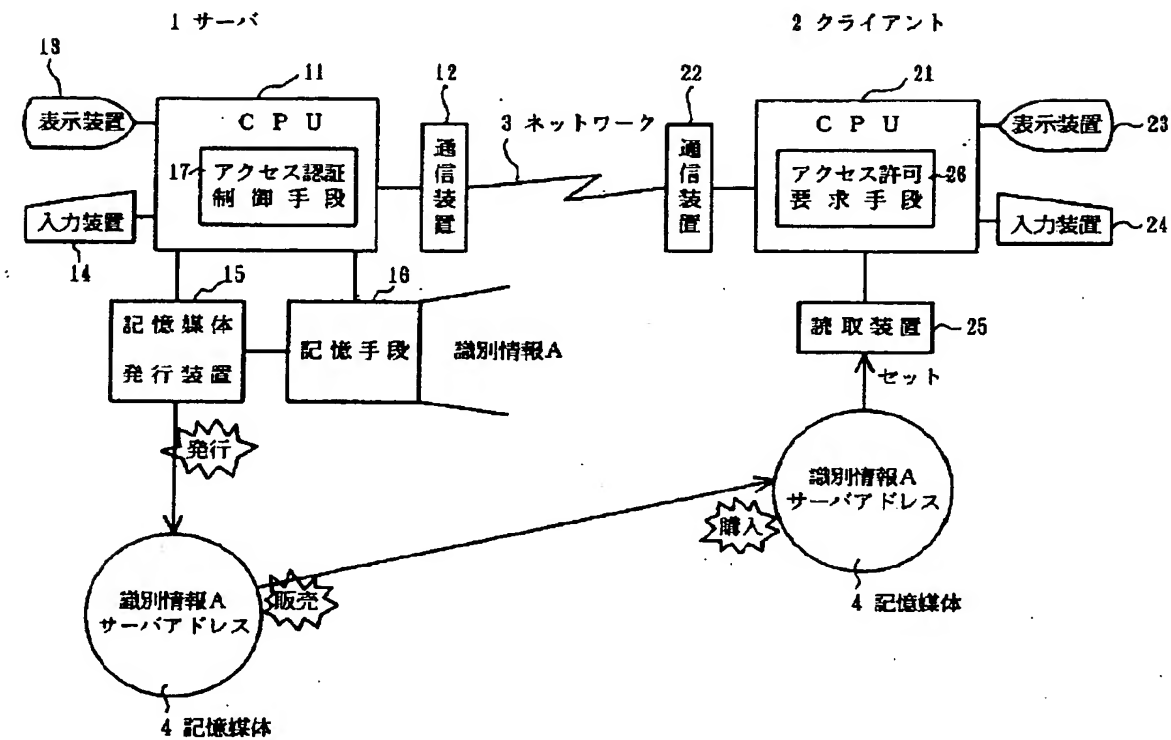 1 サーバ
2 クライアント
13
11
12
22
21
表示装置
CPU
3 ネットワーク
CPU
表示装置
23
通信装置
通信装置
17
アクセス認証
制御手段
アクセス許可
要求手段
26
入力装置
入力装置
24
14
15
16
記憶媒体
発行装置
記憶手段
識別情報A
読取装置
25
セット
発行
識別情報A
サーバアドレス
購入
識別情報A
サーバアドレス
販売
4 記憶媒体
4 記憶媒体